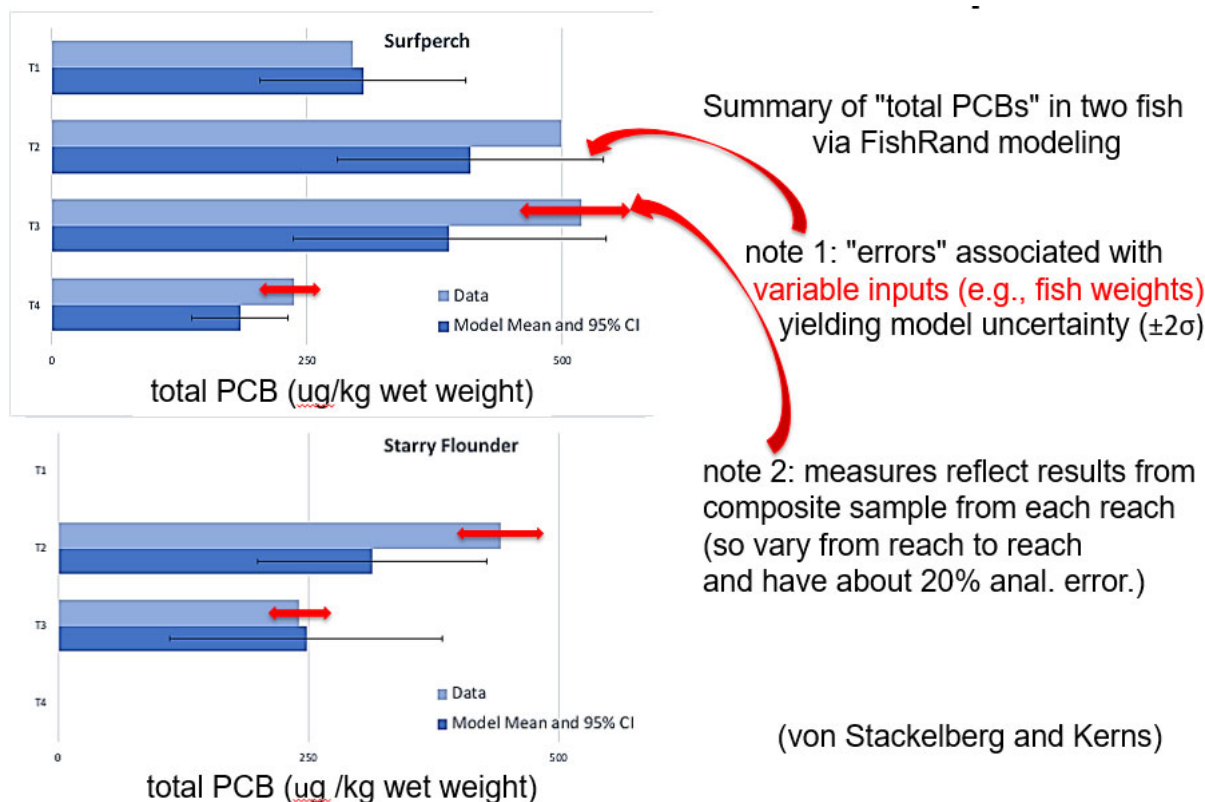 Surfperch
T1
T2
T3
T4
Data
Model Mean and 95% CI
0
250
500
total PCB (ug/kg wet weight)
Summary of "total PCBs" in two fish
via FishRand modeling
note 1: "errors" associated with
variable inputs (e.g., fish weights)
yielding model uncertainty (±2σ)
note 2: measures reflect results from
composite sample from each reach
(so vary from reach to reach
and have about 20% anal. error.)
(von Stackelberg and Kerns)
Starry Flounder
T1
T2
T3
T4
Data
Model Mean and 95% CI
0
250
500
total PCB (ug /kg wet weight)